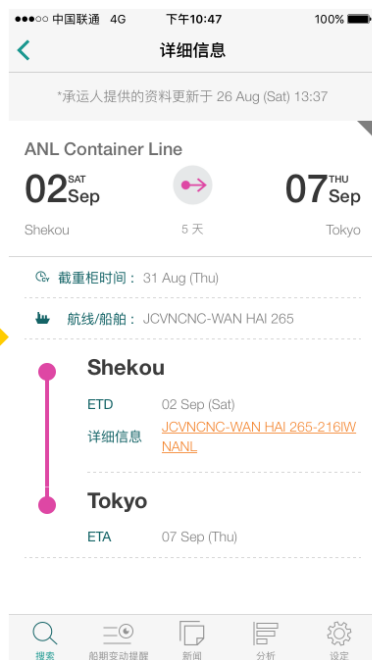 中国联通 4G 下午10:47 100%
详细信息
*承运人提供的资料更新于 26 Aug (Sat) 13:37
ANL Container Line
02 SAT Sep 07 THU Sep
Shekou 5 天 Tokyo
截重柜时间： 31 Aug (Thu)
航线/船舶： JCVNCNC-WAN HAI 265
Shekou
ETD 02 Sep (Sat)
详细信息 JCVNCNC-WAN HAI 265-216IW
NANL
Tokyo
ETA 07 Sep (Thu)
搜索 船期变动提醒 新闻 分析 设定